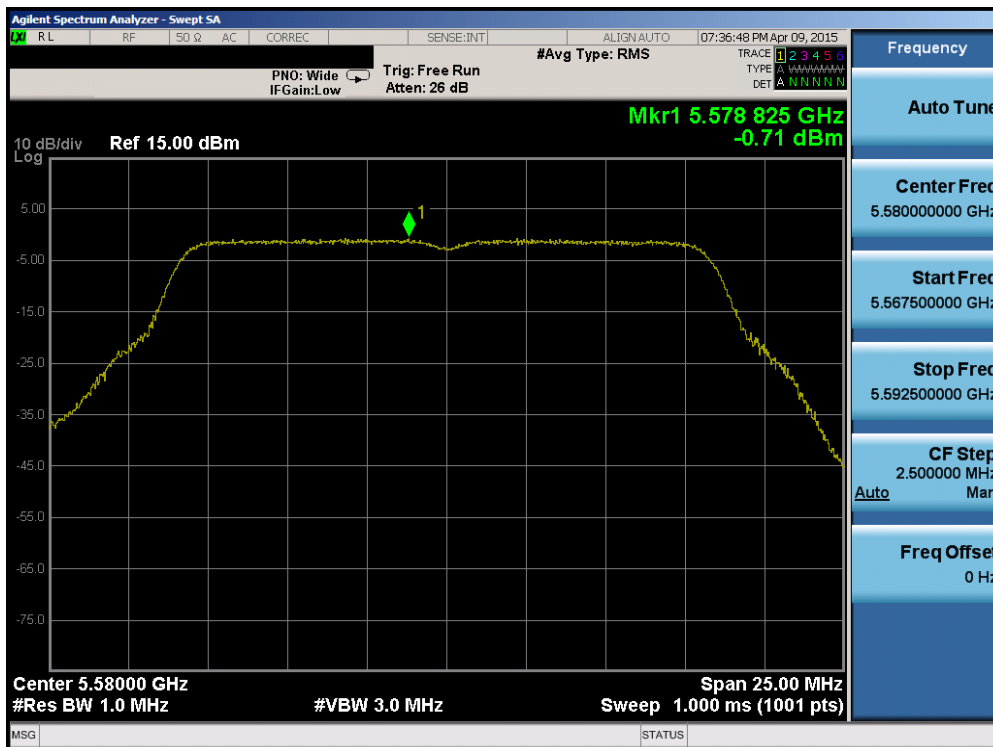 Agilent Spectrum Analyzer - Swept SA
LXI RL RF 50 Ω AC CORREC SENSE:INT ALIGN AUTO 07:36:48 PM Apr 09, 2015
Frequency
PNO: Wide Trig: Free Run #Avg Type: RMS TRACE 1 2 3 4 5 6
IFGain:Low Atten: 26 dB TYPE A WWWWW
DET A N N N N N
Auto Tune
Mkr1 5.578 825 GHz
10 dB/div Ref 15.00 dBm -0.71 dBm
Log
1
5.00
-5.00
-15.0
-25.0
-35.0
-45.0
-55.0
-65.0
-75.0
Center Freq
5.580000000 GHz
Start Freq
5.567500000 GHz
Stop Freq
5.592500000 GHz
CF Step
2.500000 MHz
Auto Man
Freq Offset
0 Hz
Center 5.58000 GHz Span 25.00 MHz
#Res BW 1.0 MHz #VBW 3.0 MHz Sweep 1.000 ms (1001 pts)
MSG STATUS